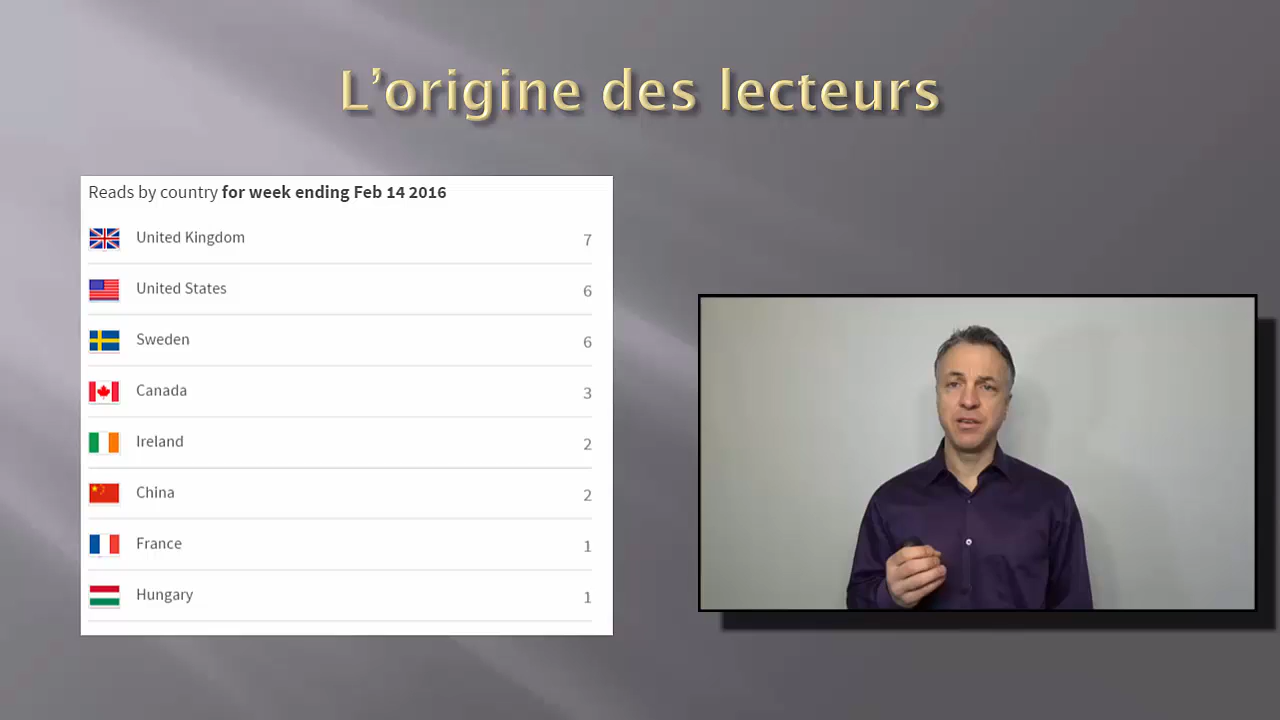 L’origine des lecteurs
Reads by country for week ending Feb 14 2016
United Kingdom 7
United States 6
Sweden 6
Canada 3
Ireland 2
China 2
France 1
Hungary 1